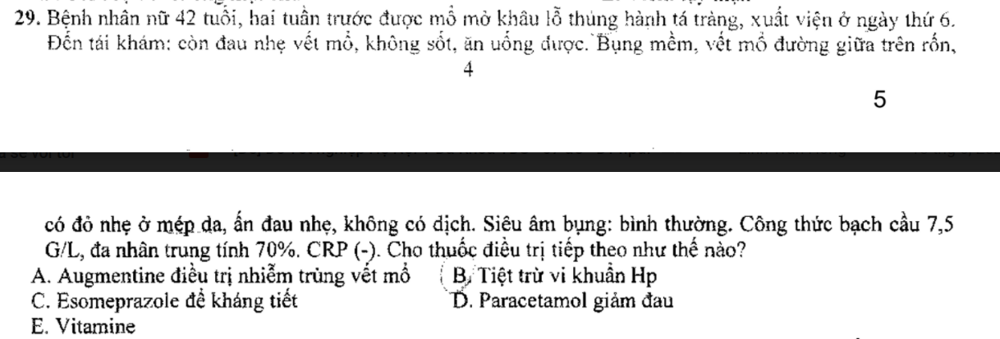 29. Bệnh nhân nữ 42 tuổi, hai tuần trước được mổ mở khâu lỗ thủng hành tá tràng, xuất viện ở ngày thứ 6.
Đến tái khám: còn đau nhẹ vết mổ, không sốt, ăn uống được. Bụng mềm, vết mổ đường giữa trên rốn,
4
5
có đỏ nhẹ ở mép da, ấn đau nhẹ, không có dịch. Siêu âm bụng: bình thường. Công thức bạch cầu 7,5
G/L, đa nhân trung tính 70%. CRP (-). Cho thuốc điều trị tiếp theo như thế nào?
A. Augmentine điều trị nhiễm trùng vết mổ B. Tiệt trừ vi khuẩn Hp
C. Esomeprazole để kháng tiết D. Paracetamol giảm đau
E. Vitamine